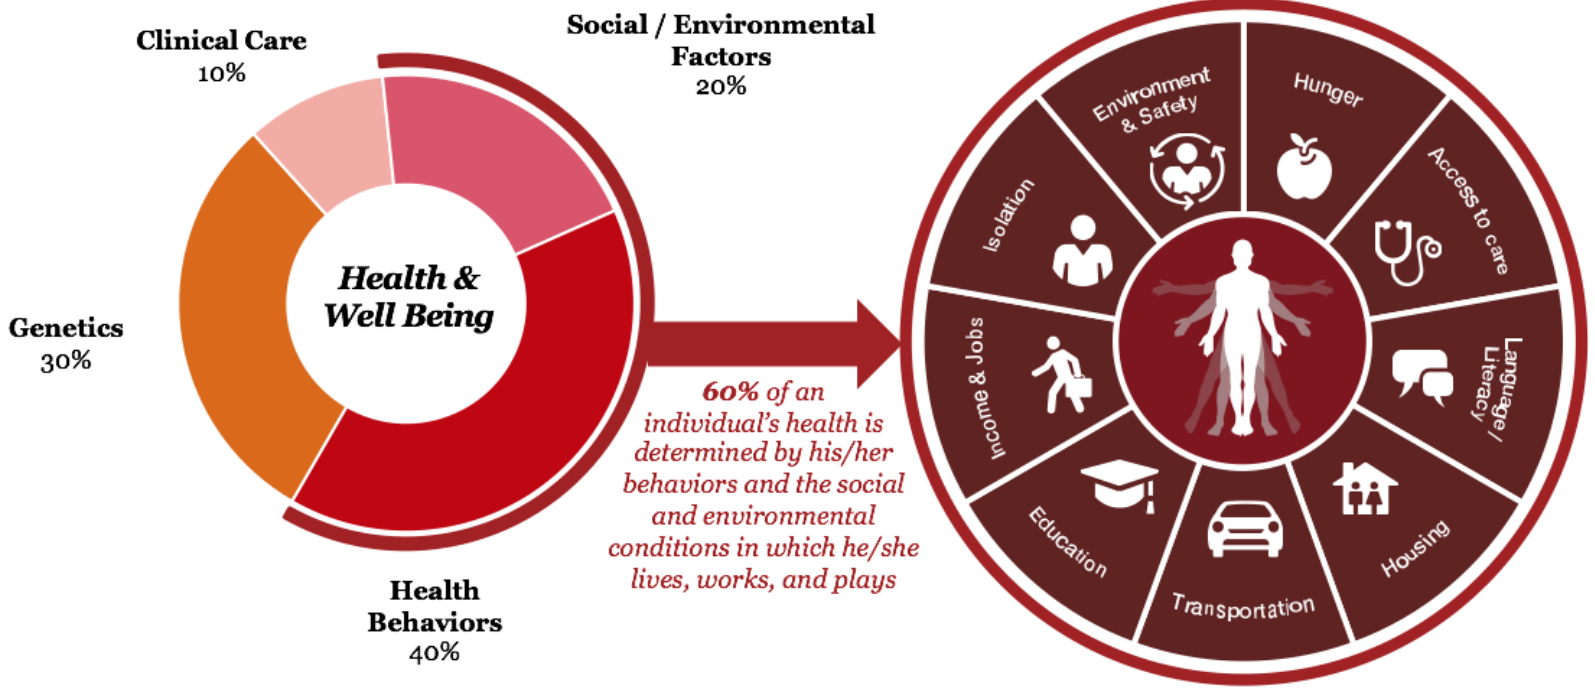 Clinical Care
10%
Social / Environmental
Factors
20%
Genetics
30%
Health &
Well Being
Health
Behaviors
40%
60% of an
individual's health is
determined by his/her
behaviors and the social
and environmental
conditions in which he/she
lives, works, and plays
Environment
& Safety
Hunger
Access to care
Language /
Literacy
Housing
Transportation
Education
Income & Jobs
Isolation